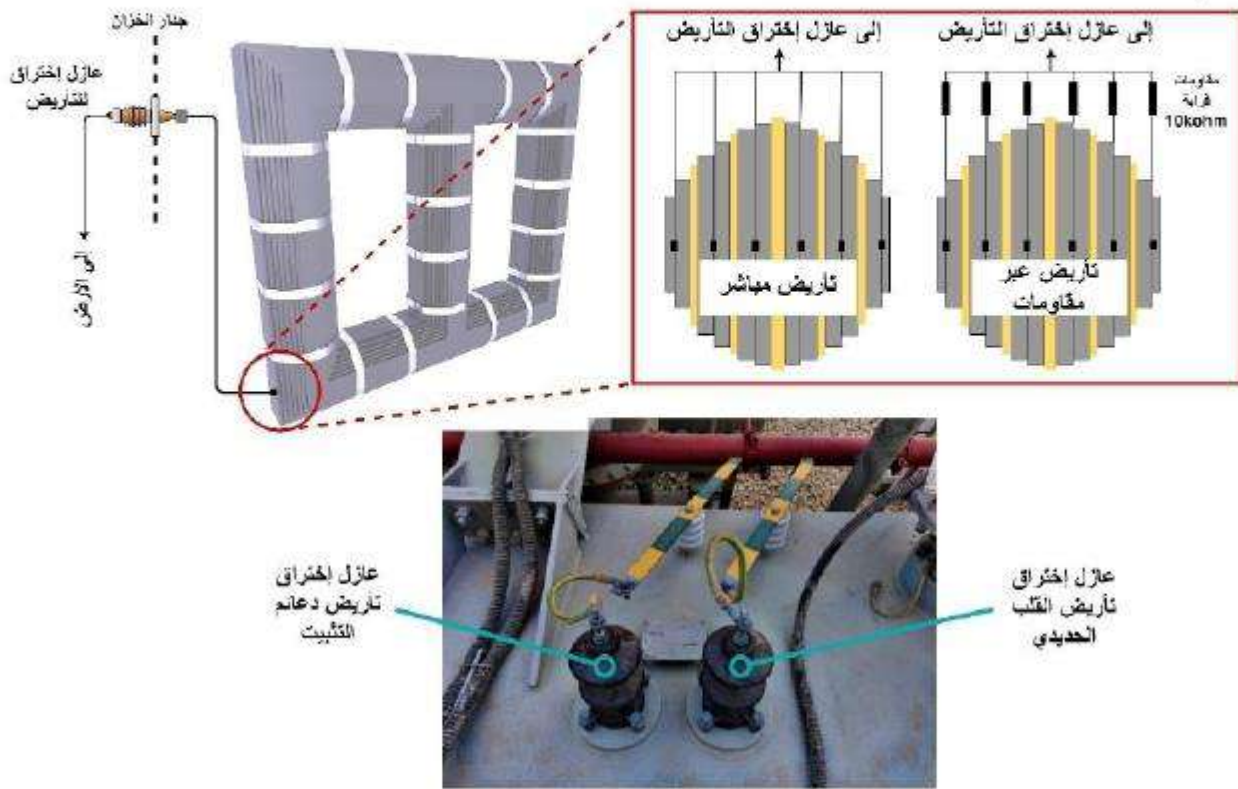 جدار الخزان
عازل إختراق
للتأريض
إلى الأرض
إلى عازل إختراق التأريض
إلى عازل إختراق التأريض
مقاومات
قرابة
10kohm
تأريض مباشر
تأريض عبر
مقاومات
عازل إختراق
تأريض دعائم
التثبيت
عازل إختراق
تأريض القلب
الحديدي